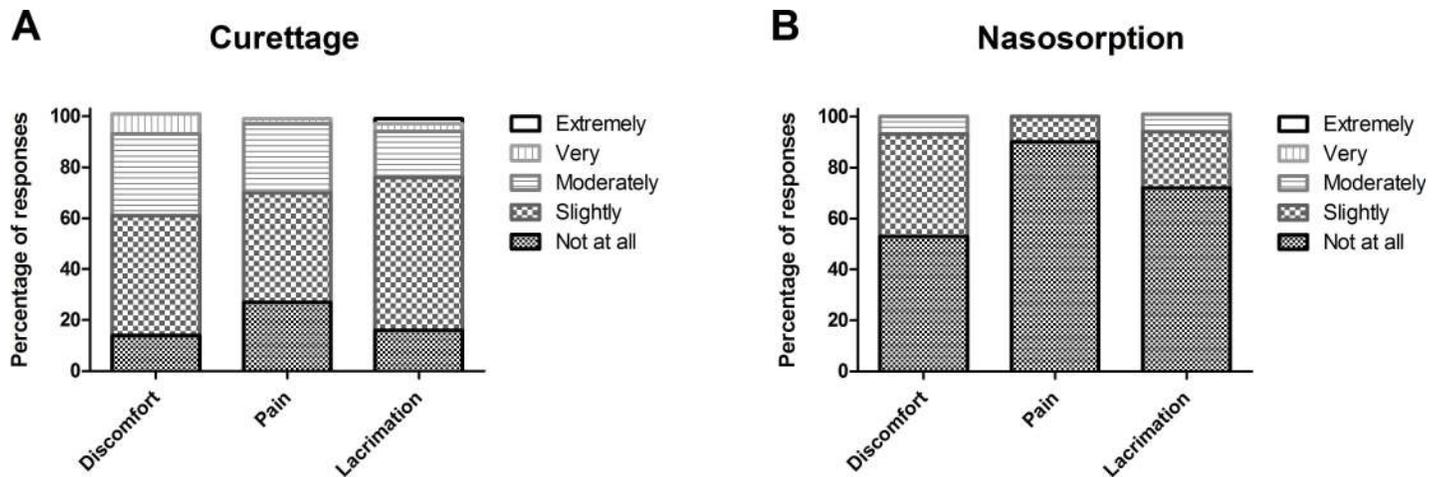 A
Curettage
Percentage of responses
100
80
60
40
20
0
Discomfort
Pain
Lacrimation
Extremely
Very
Moderately
Slightly
Not at all
B
Nasosorption
Percentage of responses
100
80
60
40
20
0
Discomfort
Pain
Lacrimation
Extremely
Very
Moderately
Slightly
Not at all